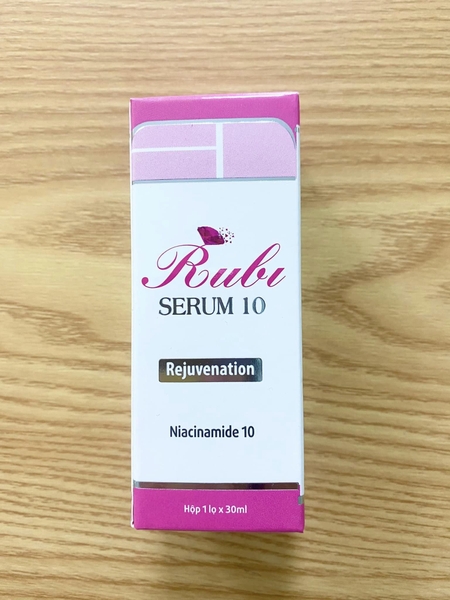 Rubi
SERUM 10
Rejuvenation
Niacinamide 10
Hộp 1 lọ x 30ml